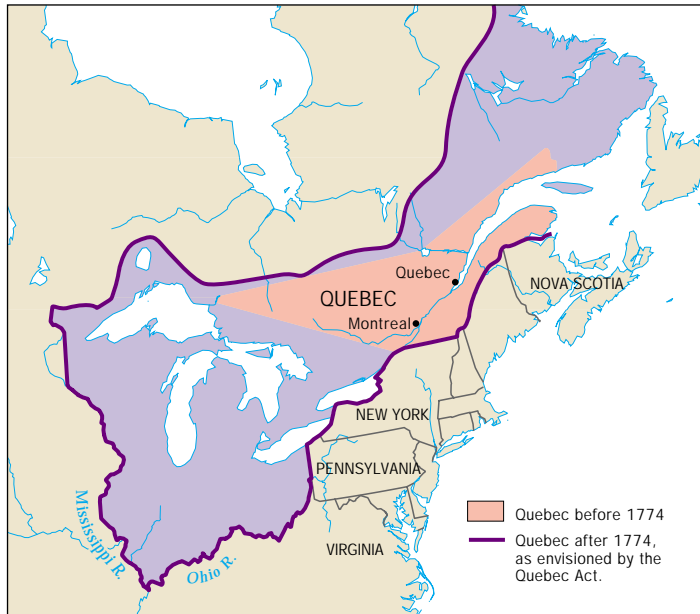 Quebec
QUEBEC
NOVA SCOTIA
Montreal
NEW YORK
PENNSYLVANIA
Mississippi R.
Ohio R.
VIRGINIA
Quebec before 1774
Quebec after 1774,
as envisioned by the
Quebec Act.